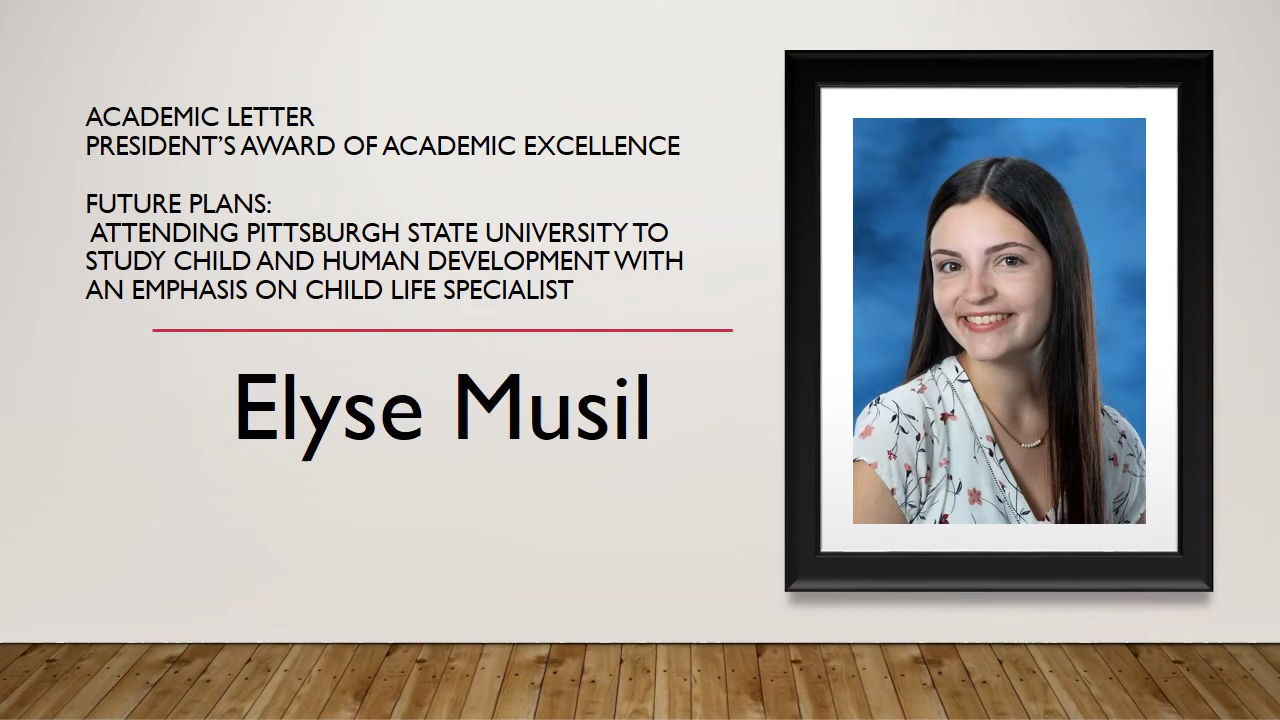 ACADEMIC LETTER
PRESIDENT’S AWARD OF ACADEMIC EXCELLENCE
FUTURE PLANS:
ATTENDING PITTSBURGH STATE UNIVERSITY TO
STUDY CHILD AND HUMAN DEVELOPMENT WITH
AN EMPHASIS ON CHILD LIFE SPECIALIST
Elyse Musil